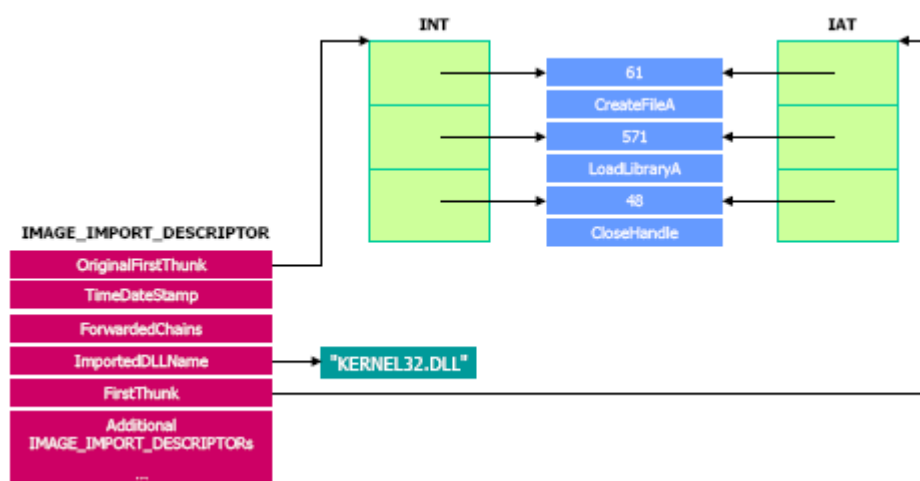 INT
IAT
61
CreateFileA
571
LoadLibraryA
48
CloseHandle
IMAGE_IMPORT_DESCRIPTOR
OriginalFirstThunk
TimeDateStamp
ForwardedChains
ImportedDLLName
"KERNEL32.DLL"
FirstThunk
Additional
IMAGE_IMPORT_DESCRIPTORs
...